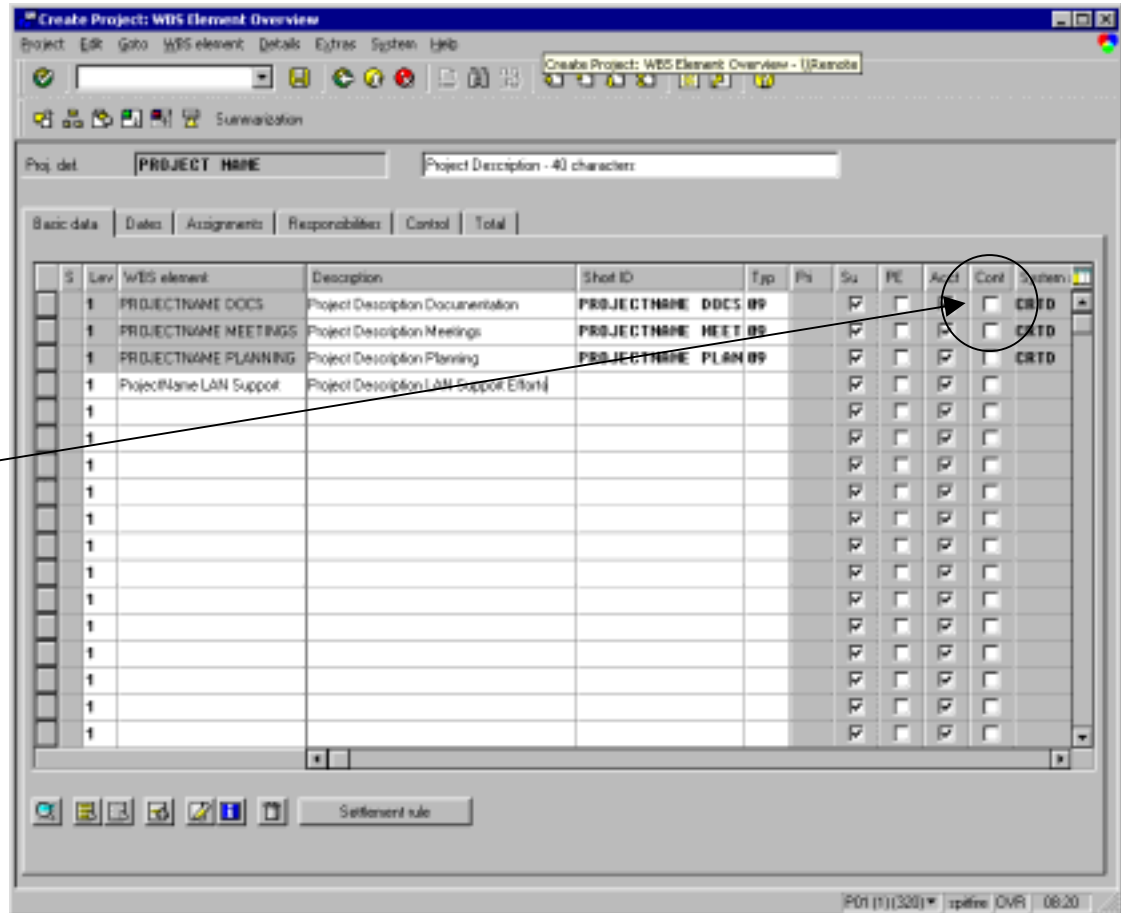 Create Project: WBS Element Overview
Project Edit Goto WBS element Details Extras System Help
Create Project: WBS Element Overview - \\Remote
Summarization
Proj. def. PROJECT NAME Project Description - 40 characters
Basic data Dates Assignments Responsibilities Control Total
S Lev WBS element Description Short ID Typ Pri Su PE Acct Cont System
1 PROJECTNAME DOCS Project Description Documentation PROJECTNAME DOCS 09 CRTD
1 PROJECTNAME MEETINGS Project Description Meetings PROJECTNAME MEET 09 CRTD
1 PROJECTNAME PLANNING Project Description Planning PROJECTNAME PLAN 09 CRTD
1 ProjectName LAN Support Project Description LAN Support Efforts
1
1
1
1
1
1
1
1
1
1
1
1
1
Settlement rule
P01 (1) (320) spitfire OVR 08:20